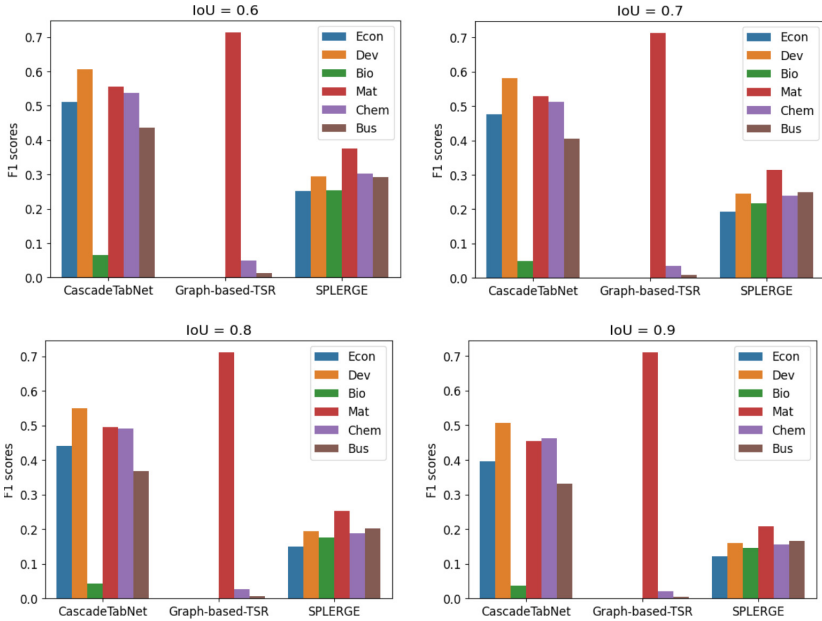 IoU = 0.6
F1 scores
0.7
0.6
0.5
0.4
0.3
0.2
0.1
0.0
Econ
Dev
Bio
Mat
Chem
Bus
CascadeTabNet Graph-based-TSR SPLERGE
IoU = 0.7
F1 scores
0.7
0.6
0.5
0.4
0.3
0.2
0.1
0.0
Econ
Dev
Bio
Mat
Chem
Bus
CascadeTabNet Graph-based-TSR SPLERGE
IoU = 0.8
F1 scores
0.7
0.6
0.5
0.4
0.3
0.2
0.1
0.0
Econ
Dev
Bio
Mat
Chem
Bus
CascadeTabNet Graph-based-TSR SPLERGE
IoU = 0.9
F1 scores
0.7
0.6
0.5
0.4
0.3
0.2
0.1
0.0
Econ
Dev
Bio
Mat
Chem
Bus
CascadeTabNet Graph-based-TSR SPLERGE